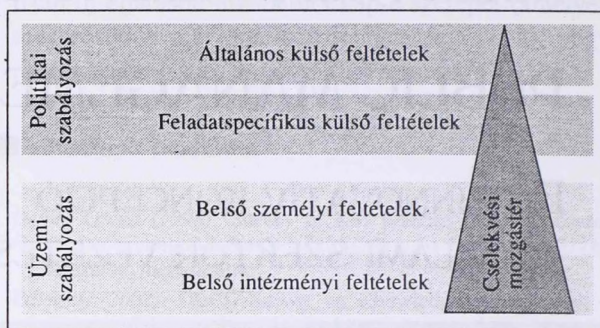 Politikai
szabályozás
Általános külső feltételek
Feladatspecifikus külső feltételek
Üzemi
szabályozás
Belső személyi feltételek
Belső intézményi feltételek
Cselekvési
mozgástér